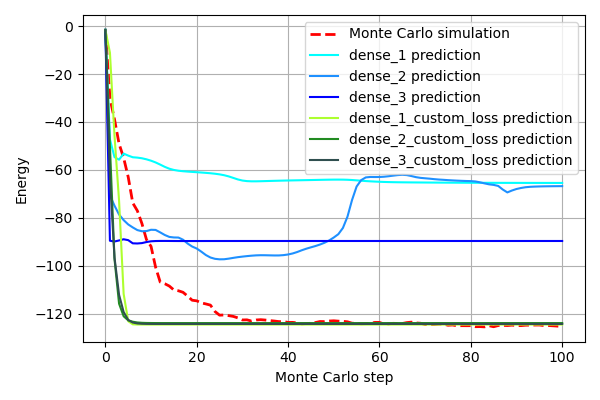 0
−20
−40
−60
−80
−100
−120
Energy
Monte Carlo simulation
dense_1 prediction
dense_2 prediction
dense_3 prediction
dense_1_custom_loss prediction
dense_2_custom_loss prediction
dense_3_custom_loss prediction
0 20 40 60 80 100
Monte Carlo step